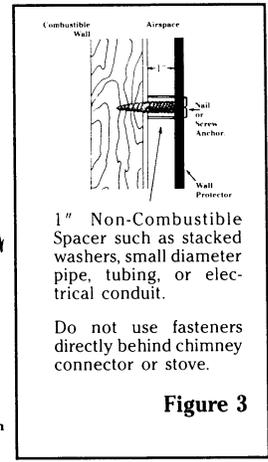 Combustible
Wall
Airspace
1"
Nail
or
Screw
Anchor
Wall
Protector
1" Non-Combustible
Spacer such as stacked
washers, small diameter
pipe, tubing, or elec-
trical conduit.
Do not use fasteners
directly behind chimney
connector or stove.
Figure 3